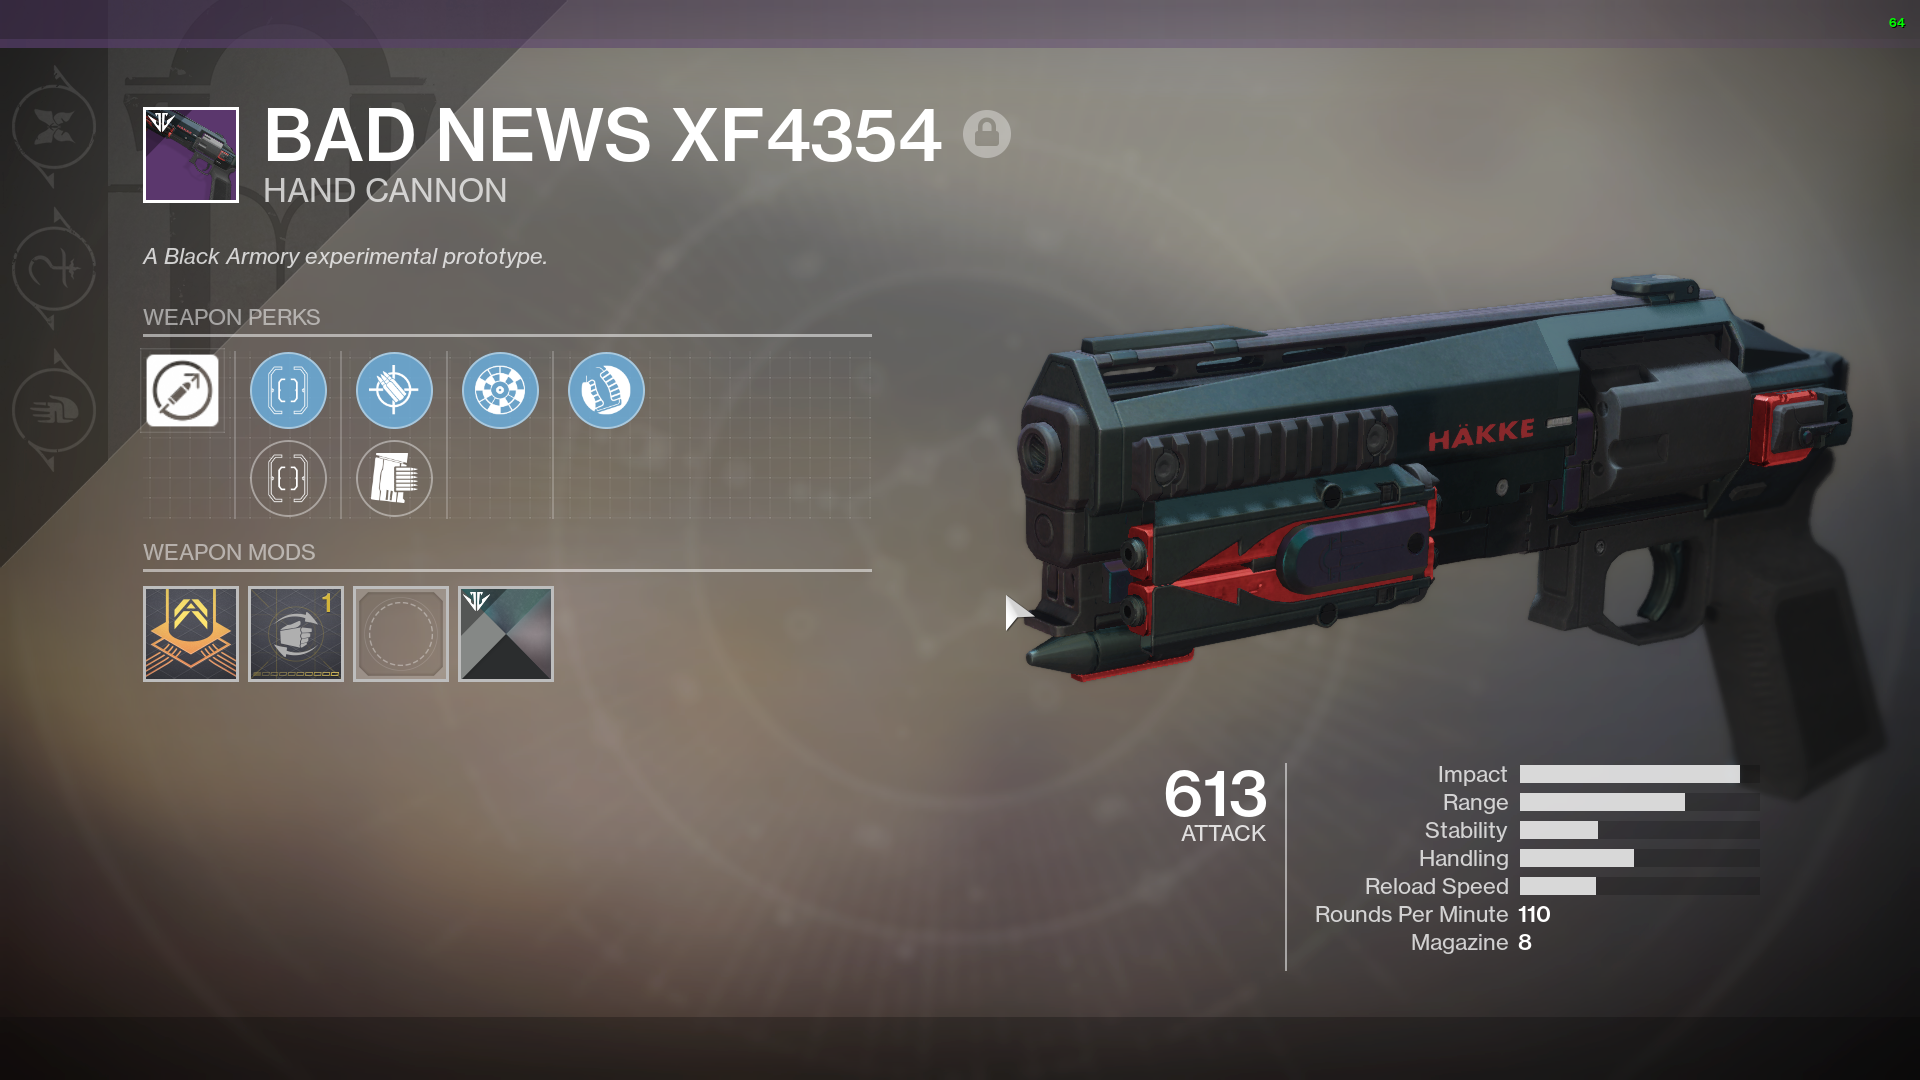 64
BAD NEWS XF4354
HAND CANNON
A Black Armory experimental prototype.
WEAPON PERKS
WEAPON MODS
1
HÄKKE
613
ATTACK
Impact
Range
Stability
Handling
Reload Speed
Rounds Per Minute 110
Magazine 8